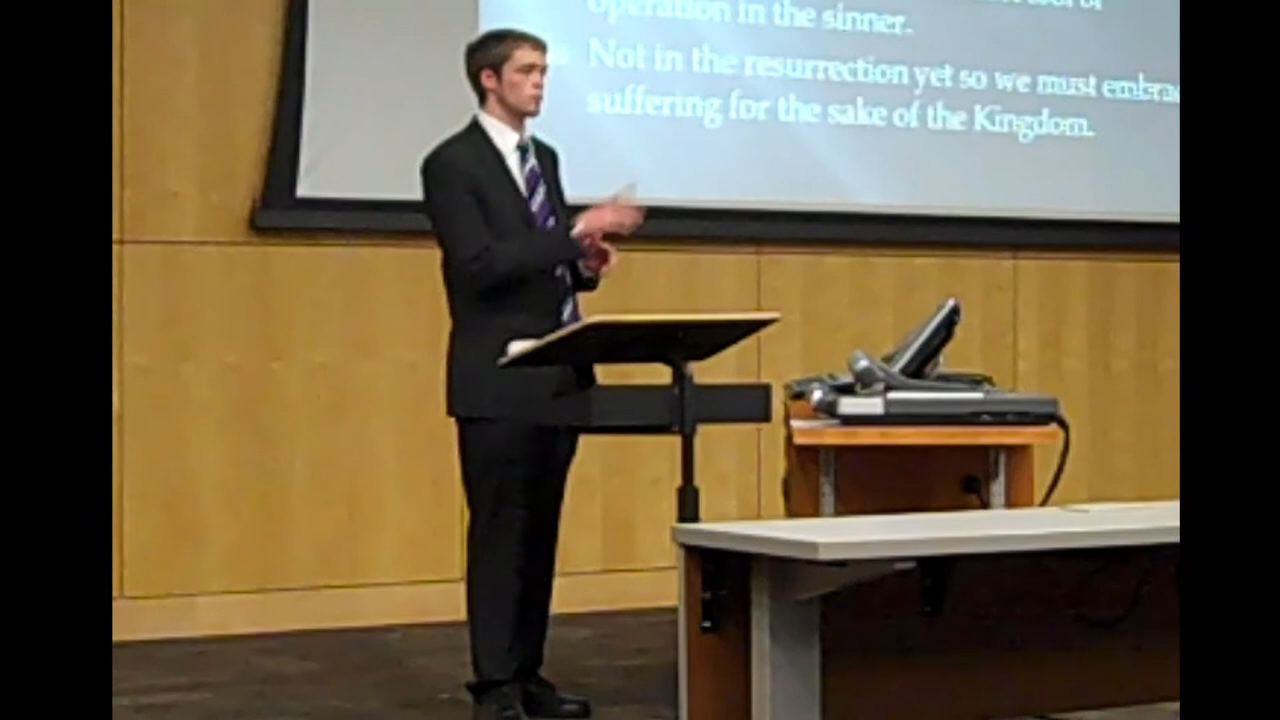 operation in the sinner.
Not in the resurrection yet so we must embrac
suffering for the sake of the Kingdom.